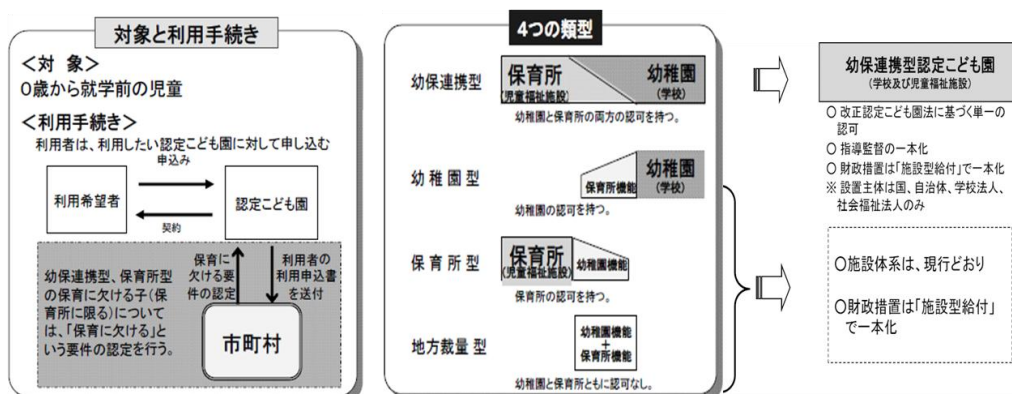 対象と利用手続き
＜対 象＞
0歳から就学前の児童
＜利用手続き＞
利用者は、利用したい認定こども園に対して申し込む
申込み
利用希望者
認定こども園
契約
幼保連携型、保育所型
の保育に欠ける子(保
育所に限る)について
は、「保育に欠ける」と
いう要件の認定を行う。
保育に
欠ける要
件の認定
利用者の
利用申込書
を送付
市町村
4つの類型
幼保連携型
保育所
(児童福祉施設)
幼稚園
(学校)
幼稚園と保育所の両方の認可を持つ。
幼稚園型
保育所機能
幼稚園
(学校)
幼稚園の認可を持つ。
保育所型
保育所
(児童福祉施設)
幼稚園機能
保育所の認可を持つ。
地方裁量型
幼稚園機能
＋
保育所機能
幼稚園と保育所ともに認可なし。
幼保連携型認定こども園
(学校及び児童福祉施設)
○ 改正認定こども園法に基づく単一の
認可
○ 指導監督の一本化
○ 財政措置は「施設型給付」で一本化
※ 設置主体は国、自治体、学校法人、
社会福祉法人のみ
○施設体系は、現行どおり
○財政措置は「施設型給付」
で一本化